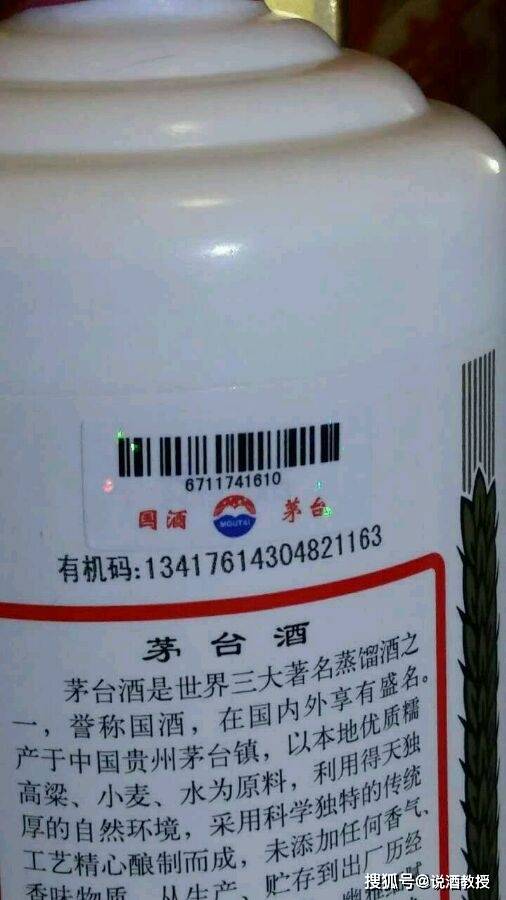 6711741610
国酒 MOUTAI 茅台
有机码:13417614304821163
茅台酒
茅台酒是世界三大著名蒸馏酒之
一，誉称国酒，在国内外享有盛名。
产于中国贵州茅台镇，以本地优质糯
高粱、小麦、水为原料，利用得天独
厚的自然环境，采用科学独特的传统
工艺精心酿制而成，未添加任何香气、
香味物质。从生产、贮存到出厂历经
搜狐号@说酒教授